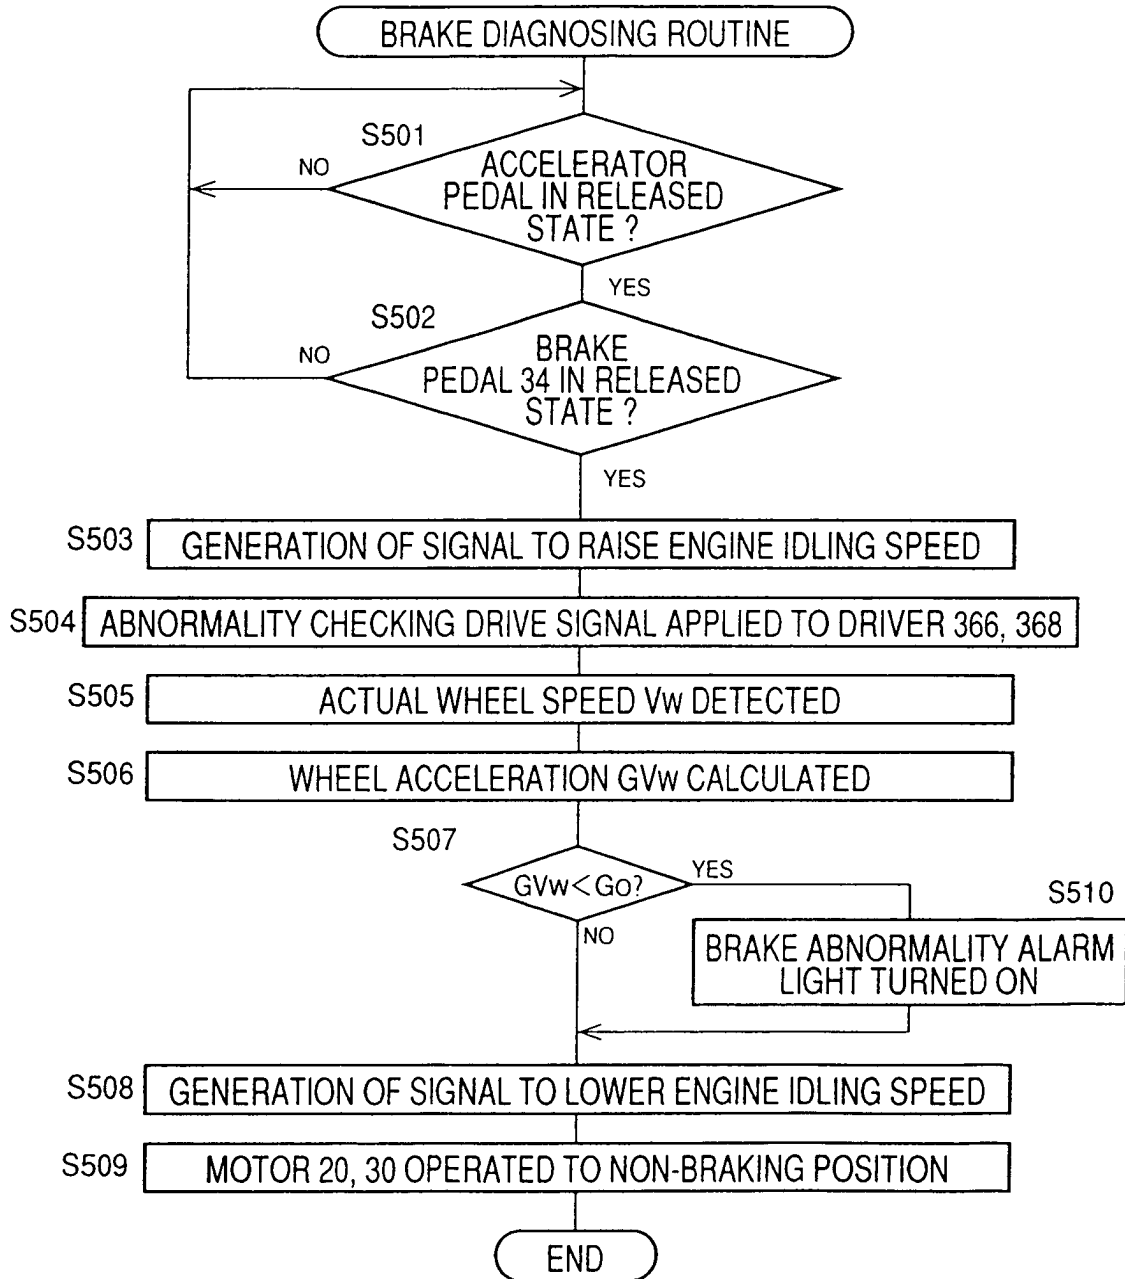 BRAKE DIAGNOSING ROUTINE
S501
NO
ACCELERATOR
PEDAL IN RELEASED
STATE ?
YES
S502
NO
BRAKE
PEDAL 34 IN RELEASED
STATE ?
YES
S503
GENERATION OF SIGNAL TO RAISE ENGINE IDLING SPEED
S504
ABNORMALITY CHECKING DRIVE SIGNAL APPLIED TO DRIVER 366, 368
S505
ACTUAL WHEEL SPEED Vw DETECTED
S506
WHEEL ACCELERATION GVw CALCULATED
S507
GVw<Go?
YES
NO
S510
BRAKE ABNORMALITY ALARM
LIGHT TURNED ON
S508
GENERATION OF SIGNAL TO LOWER ENGINE IDLING SPEED
S509
MOTOR 20, 30 OPERATED TO NON-BRAKING POSITION
END